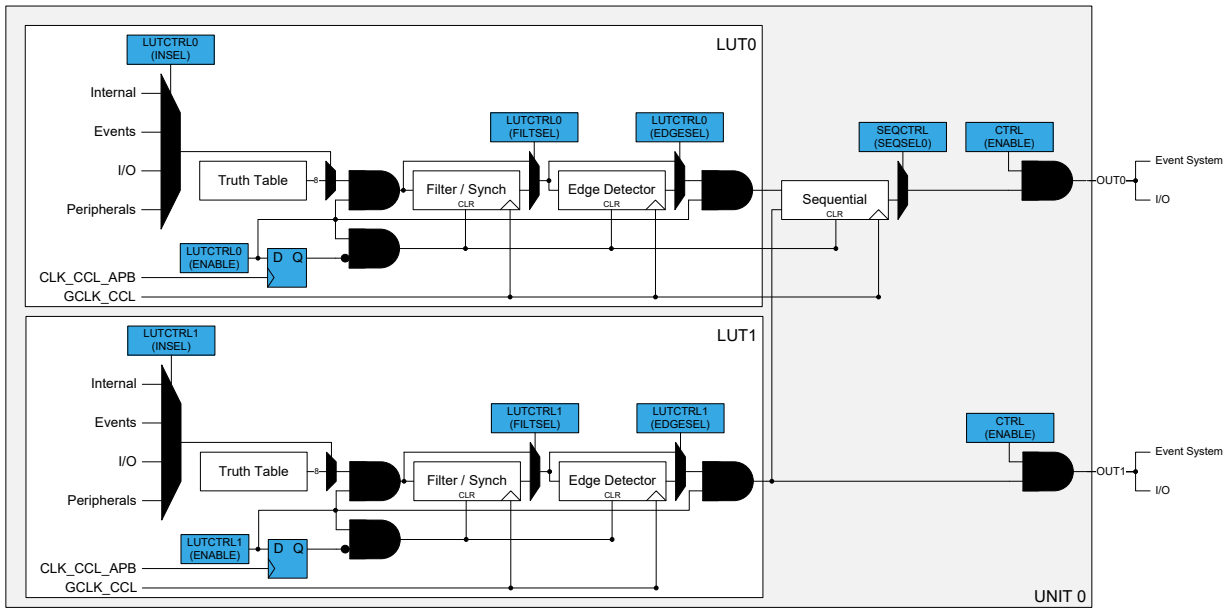 LUT0
LUTCTRL0
(INSEL)
Internal
Events
I/O
Peripherals
Truth Table
8
LUTCTRL0
(FILTSEL)
LUTCTRL0
(EDGESEL)
Filter / Synch
CLR
Edge Detector
CLR
SEQCTRL
(SEQSEL0)
Sequential
CLR
CTRL
(ENABLE)
OUT0
Event System
I/O
LUTCTRL0
(ENABLE)
D Q
CLK_CCL_APB
GCLK_CCL
LUT1
LUTCTRL1
(INSEL)
Internal
Events
I/O
Peripherals
Truth Table
8
LUTCTRL1
(FILTSEL)
LUTCTRL1
(EDGESEL)
Filter / Synch
CLR
Edge Detector
CLR
CTRL
(ENABLE)
OUT1
Event System
I/O
LUTCTRL1
(ENABLE)
D Q
CLK_CCL_APB
GCLK_CCL
UNIT 0